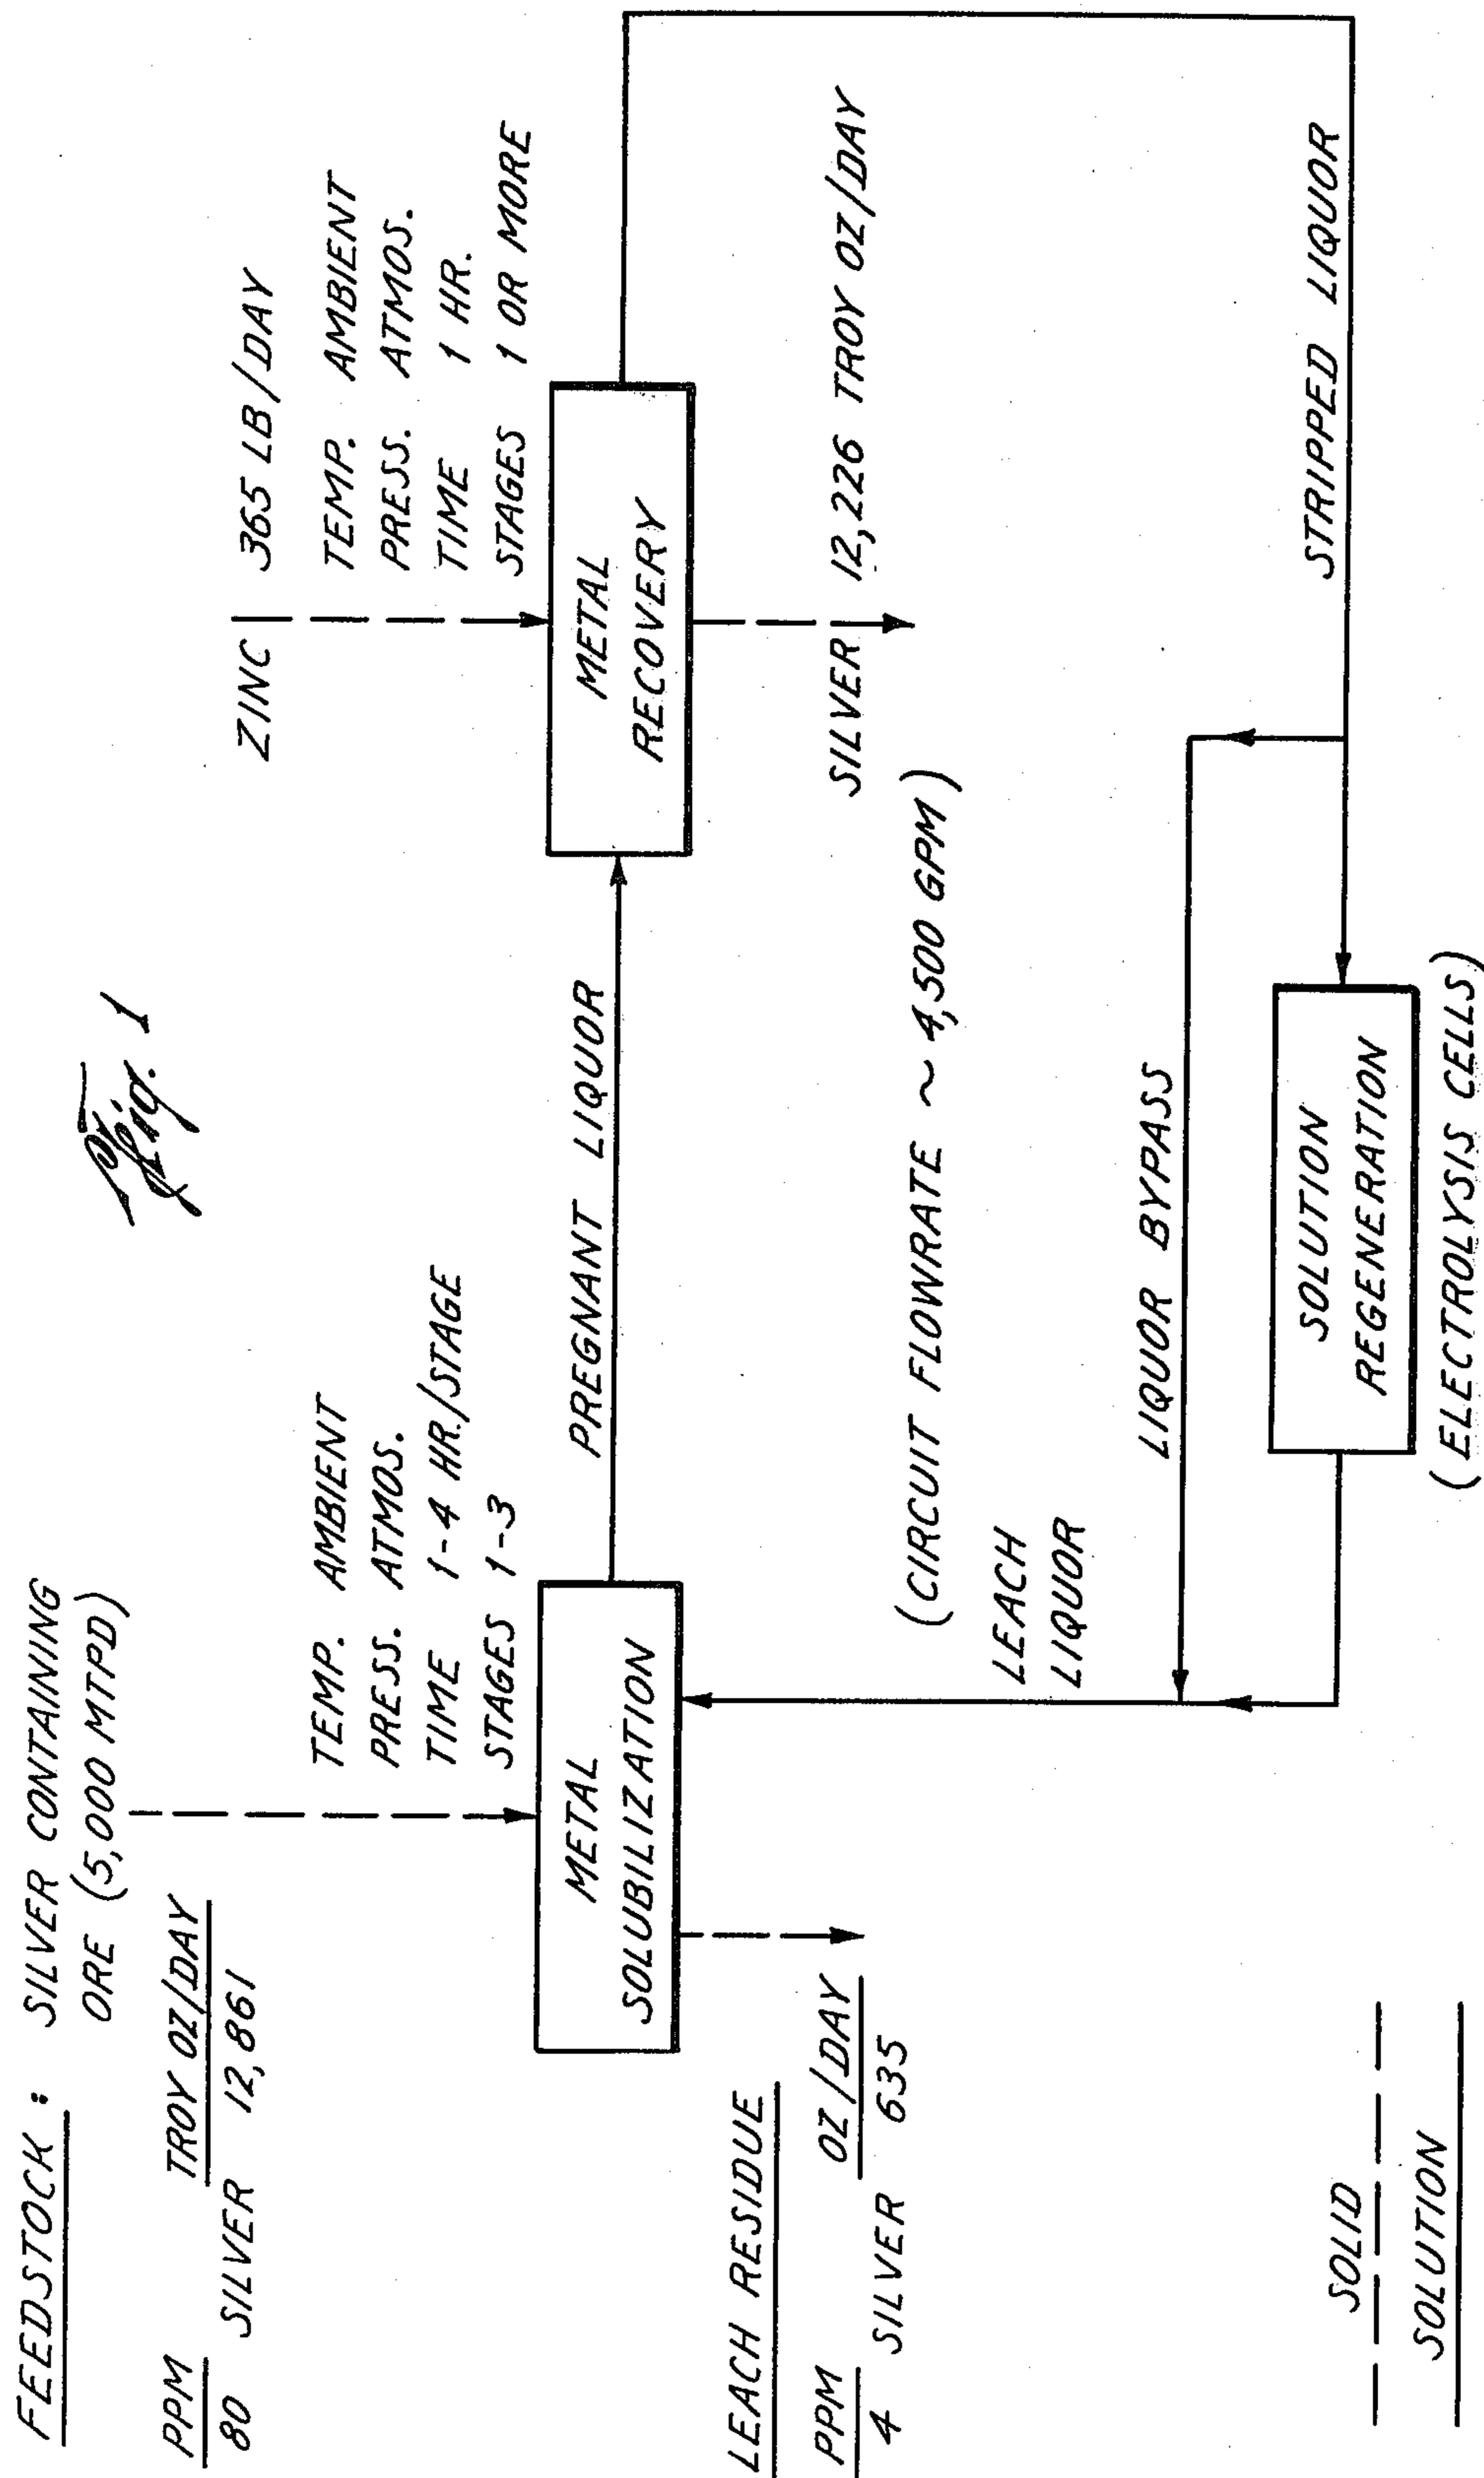 Fig. 1
FEEDSTOCK : SILVER CONTAINING
ORE (5,000 MTPD)
PPM TROY OZ/DAY
80 SILVER 12,861
TEMP. AMBIENT
PRESS. ATMOS.
TIME 1-4 HR./STAGE
STAGES 1-3
ZINC 365 LB/DAY
TEMP. AMBIENT
PRESS. ATMOS.
TIME 1 HR.
STAGES 1 OR MORE
METAL
SOLUBILIZATION
PREGNANT LIQUOR
METAL
RECOVERY
LEACH RESIDUE
PPM OZ/DAY
4 SILVER 635
SILVER 12,226 TROY OZ/DAY
(CIRCUIT FLOWRATE ~ 4,500 GPM)
LEACH
LIQUOR
LIQUOR BYPASS
STRIPPED LIQUOR
SOLUTION
REGENERATION
(ELECTROLYSIS CELLS)
SOLID
SOLUTION